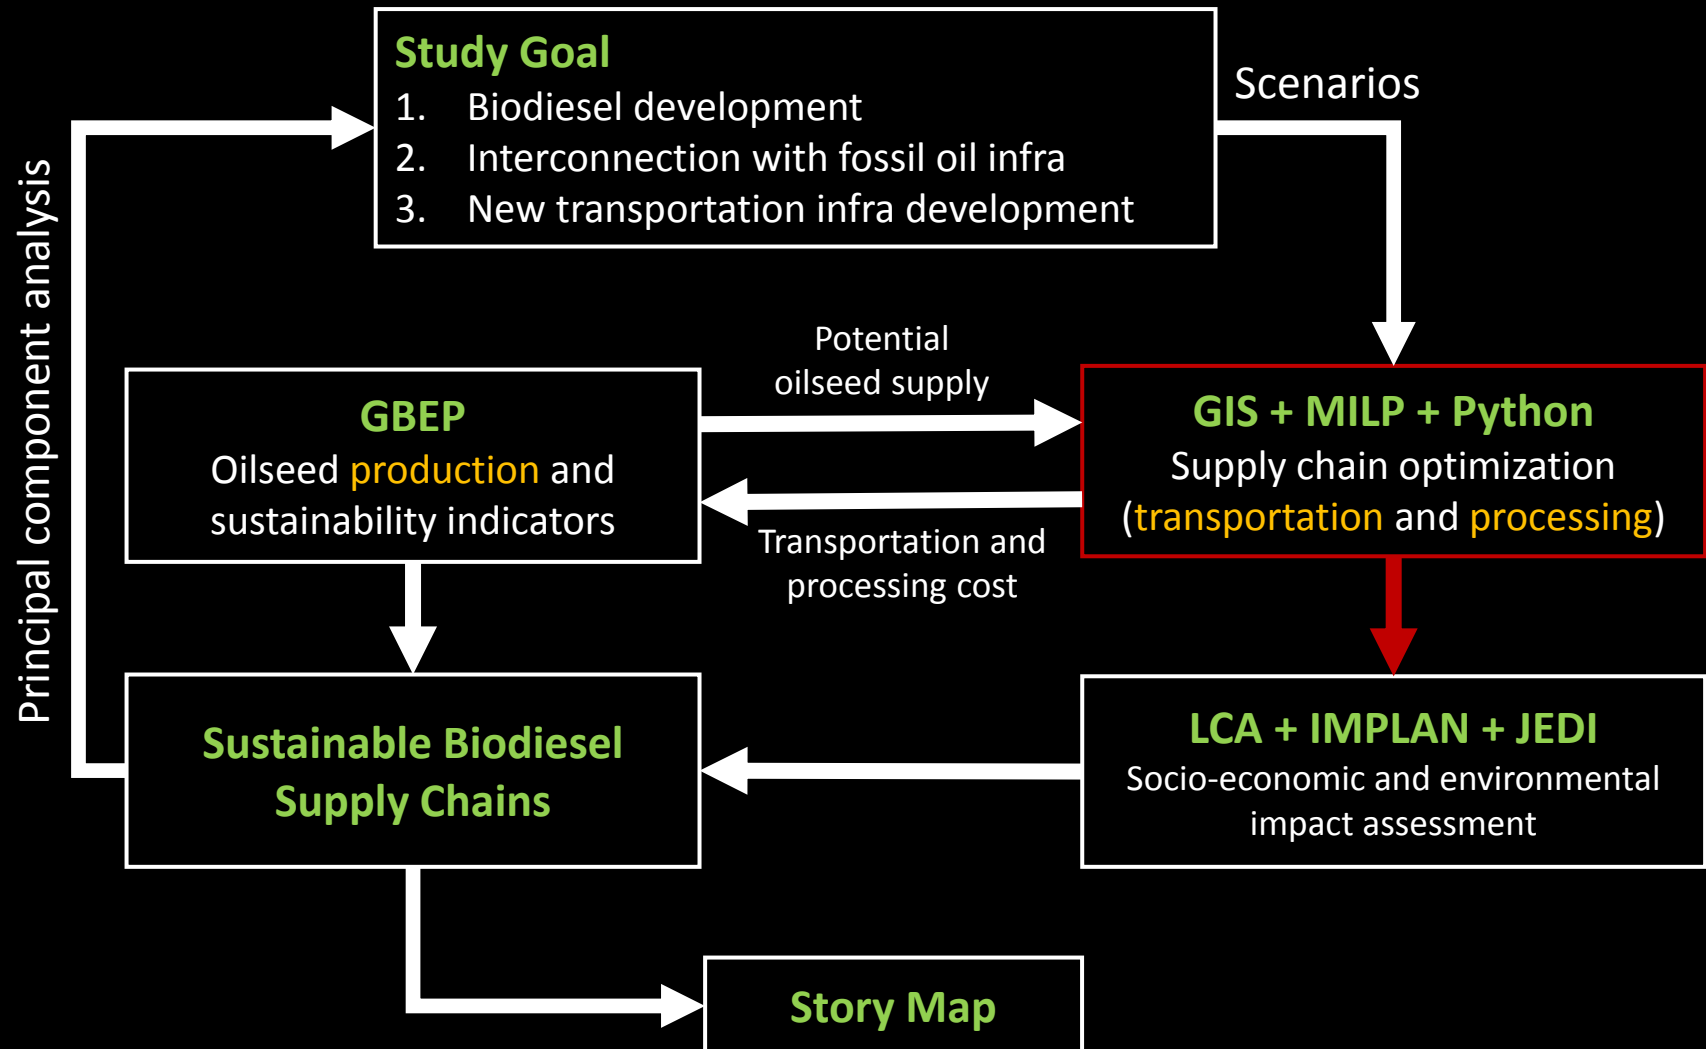 Study Goal
1. Biodiesel development
2. Interconnection with fossil oil infra
3. New transportation infra development
Scenarios
Principal component analysis
Potential
oilseed supply
GBEP
Oilseed production and
sustainability indicators
GIS + MILP + Python
Supply chain optimization
(transportation and processing)
Transportation and
processing cost
Sustainable Biodiesel
Supply Chains
LCA + IMPLAN + JEDI
Socio-economic and environmental
impact assessment
Story Map